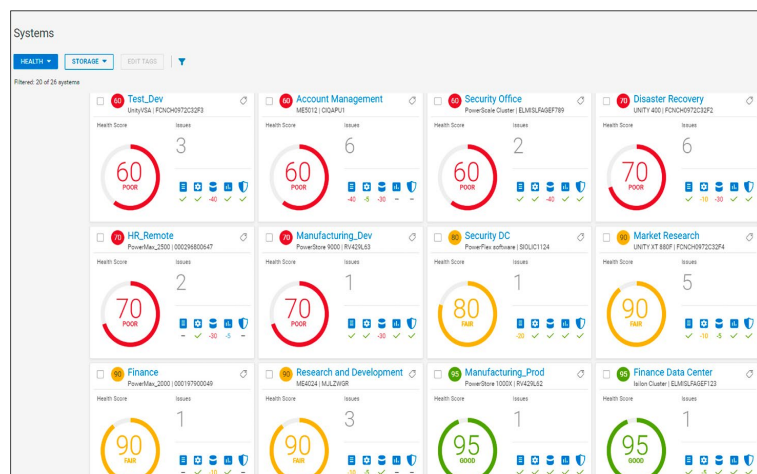 Systems
HEALTH
STORAGE
EDIT TAGS
Filtered: 20 of 26 systems
60 Test_Dev
UnityVSA | FCNCH0972C32F3
Health Score Issues
3
60
POOR
-40
60 Account Management
ME5012 | CIQAPU1
Health Score Issues
6
60
POOR
-40 -5 -30 – –
60 Security Office
PowerScale Cluster | ELMISLFAGEF789
Health Score Issues
2
60
POOR
-40
70 Disaster Recovery
UNITY 400 | FCNCH0972C32F2
Health Score Issues
6
70
POOR
-10 -30
70 HR_Remote
PowerMax_2500 | 000296800647
Health Score Issues
2
70
POOR
– -30 -5 –
70 Manufacturing_Dev
PowerStore 9000 | RV429L63
Health Score Issues
1
70
POOR
-30
80 Security DC
PowerFlex software | SIOLIC1124
Health Score Issues
1
80
FAIR
-20
90 Market Research
UNITY XT 880F | FCNCH0972C32F4
Health Score Issues
5
90
FAIR
-10 -5
90 Finance
PowerMax_2000 | 000197900049
Health Score Issues
1
90
FAIR
– -10 – –
90 Research and Development
ME4024 | MJLZWGR
Health Score Issues
3
90
FAIR
-10 -5 – –
95 Manufacturing_Prod
PowerStore 1000X | RV429L62
Health Score Issues
1
95
GOOD
95 Finance Data Center
Isilon Cluster | ELMISLFAGEF123
Health Score Issues
1
95
GOOD
-5